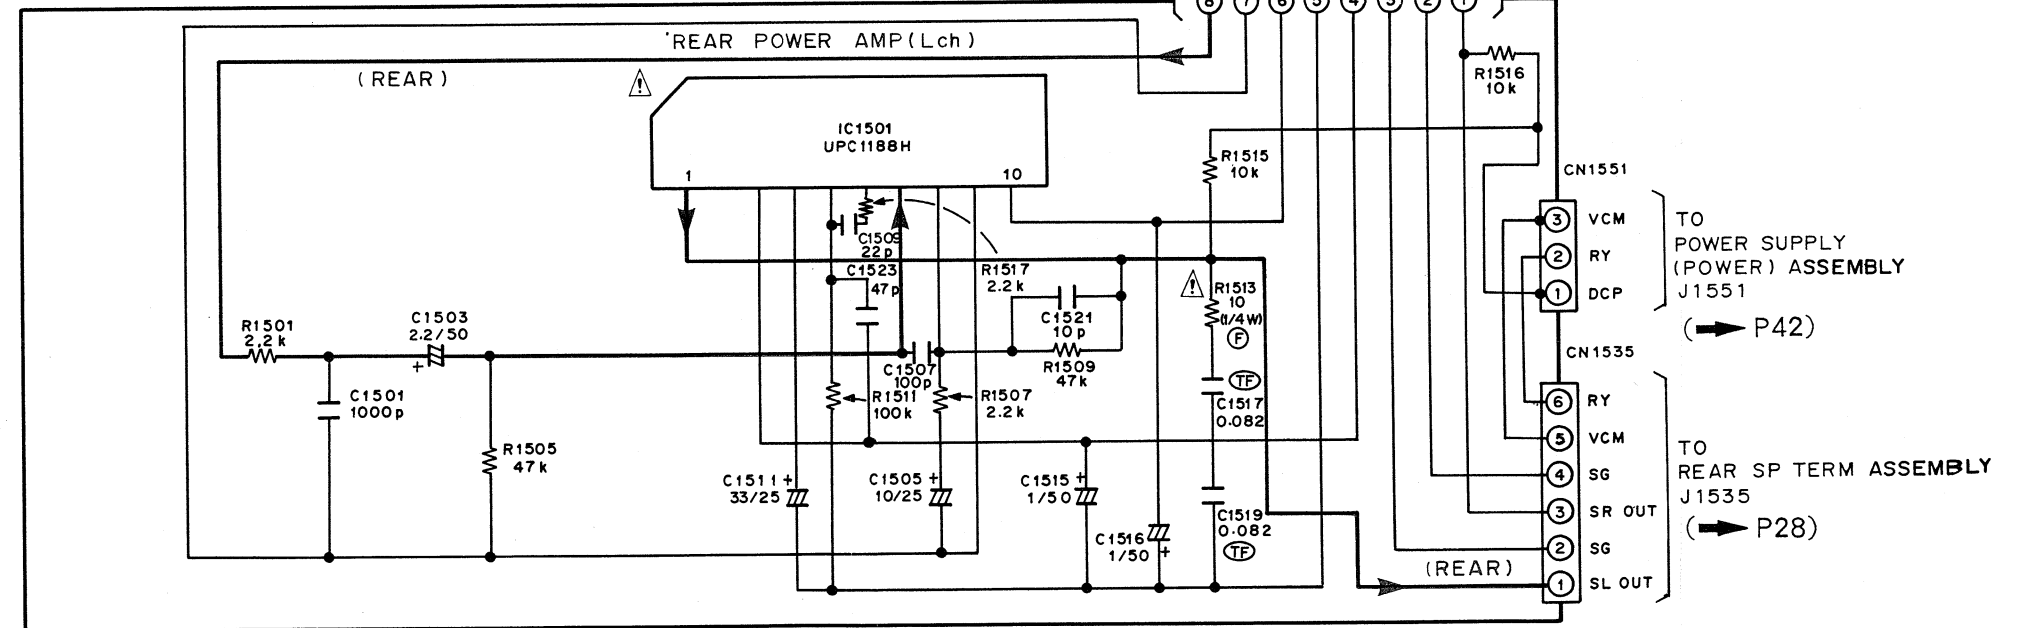 8 7 6 5 4 3 2 1
REAR POWER AMP(Lch)
(REAR)
R1516
10k
IC1501
UPC1188H
1
10
R1515
10k
CN1551
3 VCM
2 RY
1 DCP
TO
POWER SUPPLY
(POWER) ASSEMBLY
J1551
( P42)
C1509
22p
C1523
47p
R1517
2.2k
R1513
10
(1/4W)
F
C1521
10p
R1509
47k
R1501
2.2k
C1503
2.2/50
+
C1507
100p
CN1535
C1501
1000p
R1511
100k
R1507
2.2k
TF
C1517
0.082
6 RY
5 VCM
4 SG
3 SR OUT
2 SG
1 SL OUT
TO
REAR SP TERM ASSEMBLY
J1535
( P28)
R1505
47k
C1511 +
33/25
C1505 +
10/25
C1515 +
1/50
C1516
1/50 +
C1519
0.082
TF
(REAR)